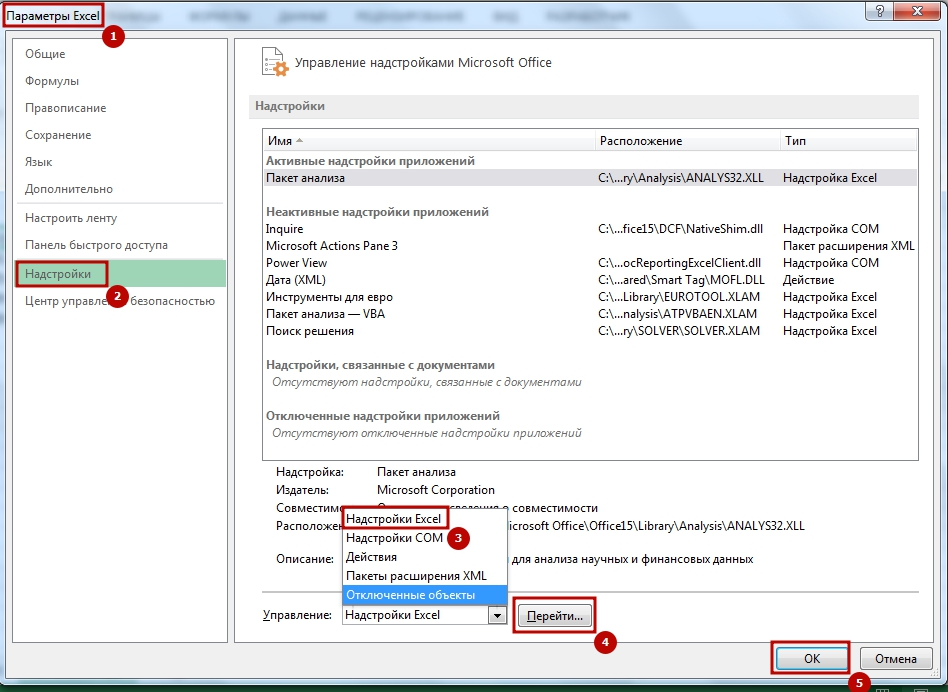 Параметры Excel
1
ФОРМУЛЫ ДАННЫЕ РЕЦЕНЗИРОВАНИЕ ВИД РАЗРАБОТЧИК
?
Общие
Формулы
Правописание
Сохранение
Язык
Дополнительно
Настроить ленту
Панель быстрого доступа
Надстройки
2
Центр безопасностью
Управление надстройками Microsoft Office
Надстройки
Имя Расположение Тип
Активные надстройки приложений
Пакет анализа C:\...ry\Analysis\ANALYS32.XLL Надстройка Excel
Неактивные надстройки приложений
Inquire C:\...fice15\DCF\NativeShim.dll Надстройка COM
Microsoft Actions Pane 3 Пакет расширения XML
Power View C:\...ocReportingExcelClient.dll Надстройка COM
Дата (XML) C:\...ared\Smart Tag\MOFL.DLL Действие
Инструменты для евро C:\...Library\EUROTOOL.XLAM Надстройка Excel
Пакет анализа — VBA C:\...nalysis\ATPVBAEN.XLAM Надстройка Excel
Поиск решения C:\...ry\SOLVER\SOLVER.XLAM Надстройка Excel
Надстройки, связанные с документами
Отсутствуют надстройки, связанные с документами
Отключенные надстройки приложений
Отсутствуют отключенные надстройки приложений
Надстройка: Пакет анализа
Издатель: Microsoft Corporation
о совместимости
icrosoft Office\Office15\Library\Analysis\ANALYS32.XLL
Описание: для анализа научных и финансовых данных
Надстройки Excel
3
Надстройки COM
Действия
Пакеты расширения XML
Отключенные объекты
Управление: Надстройки Excel Перейти...
4
OK Отмена
5